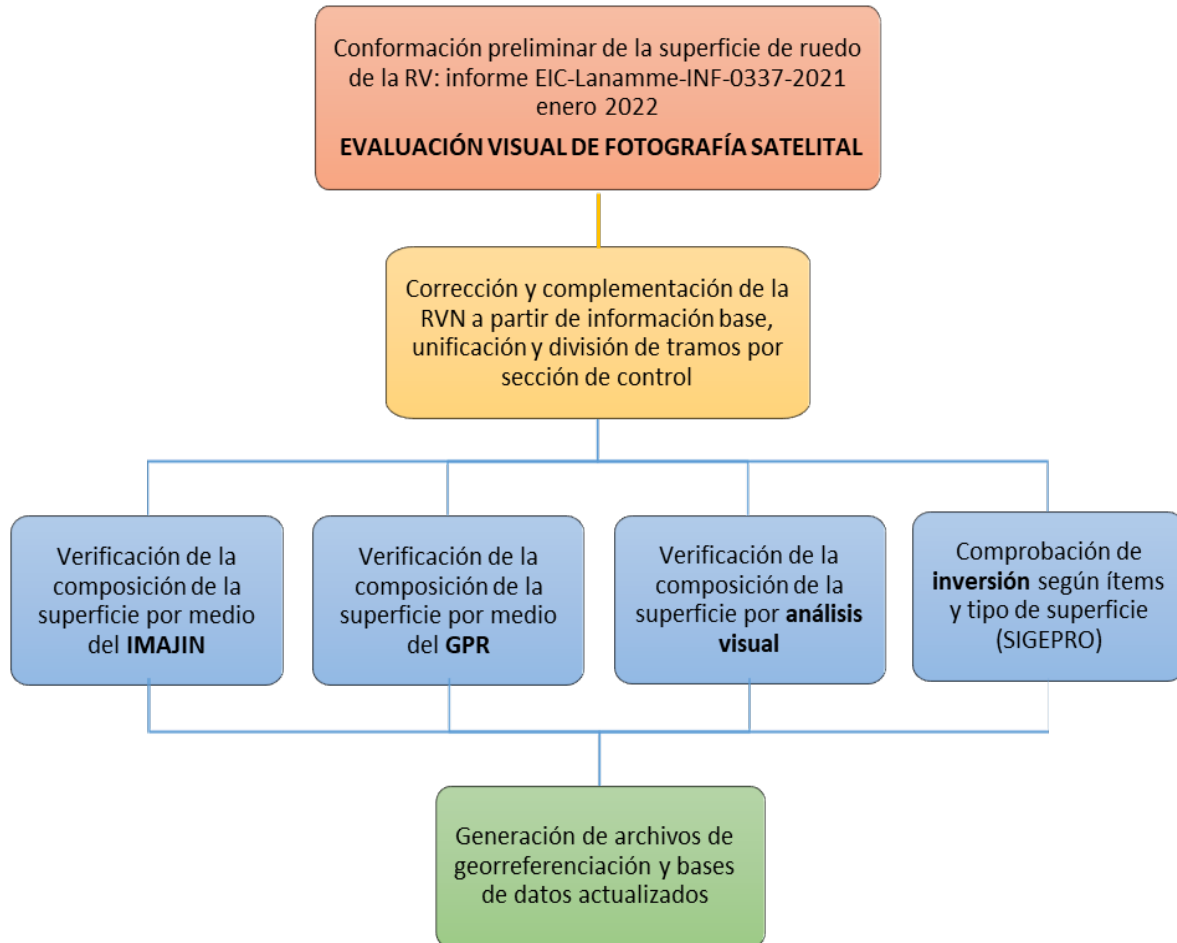 Conformación preliminar de la superficie de ruedo
de la RV: informe EIC-Lanamme-INF-0337-2021
enero 2022
EVALUACIÓN VISUAL DE FOTOGRAFÍA SATELITAL
Corrección y complementación de la
RVN a partir de información base,
unificación y división de tramos por
sección de control
Verificación de la
composición de la
superficie por medio
del IMAJIN
Verificación de la
composición de la
superficie por medio
del GPR
Verificación de la
composición de la
superficie por análisis
visual
Comprobación de
inversión según ítems
y tipo de superficie
(SIGEPRO)
Generación de archivos de
georreferenciación y bases
de datos actualizados